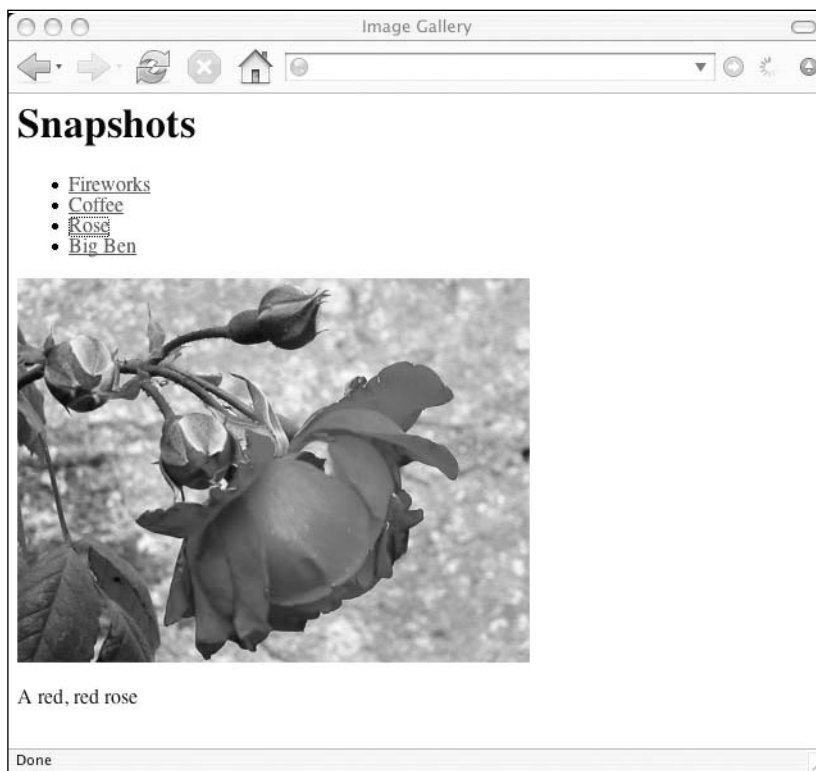 Image Gallery
Snapshots
Fireworks
Coffee
Rose
Big Ben
A red, red rose
Done